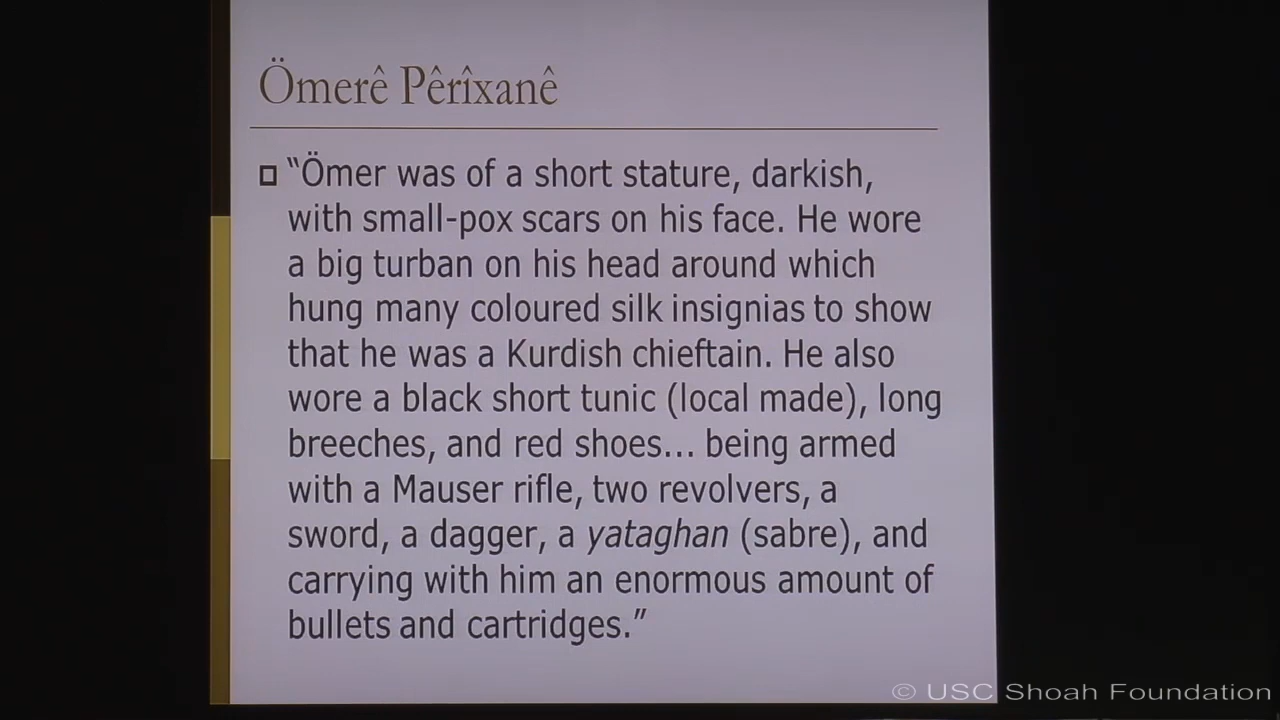 Ömerê Pêrîxanê
“Ömer was of a short stature, darkish,
with small-pox scars on his face. He wore
a big turban on his head around which
hung many coloured silk insignias to show
that he was a Kurdish chieftain. He also
wore a black short tunic (local made), long
breeches, and red shoes... being armed
with a Mauser rifle, two revolvers, a
sword, a dagger, a yataghan (sabre), and
carrying with him an enormous amount of
bullets and cartridges.”
© USC Shoah Foundation